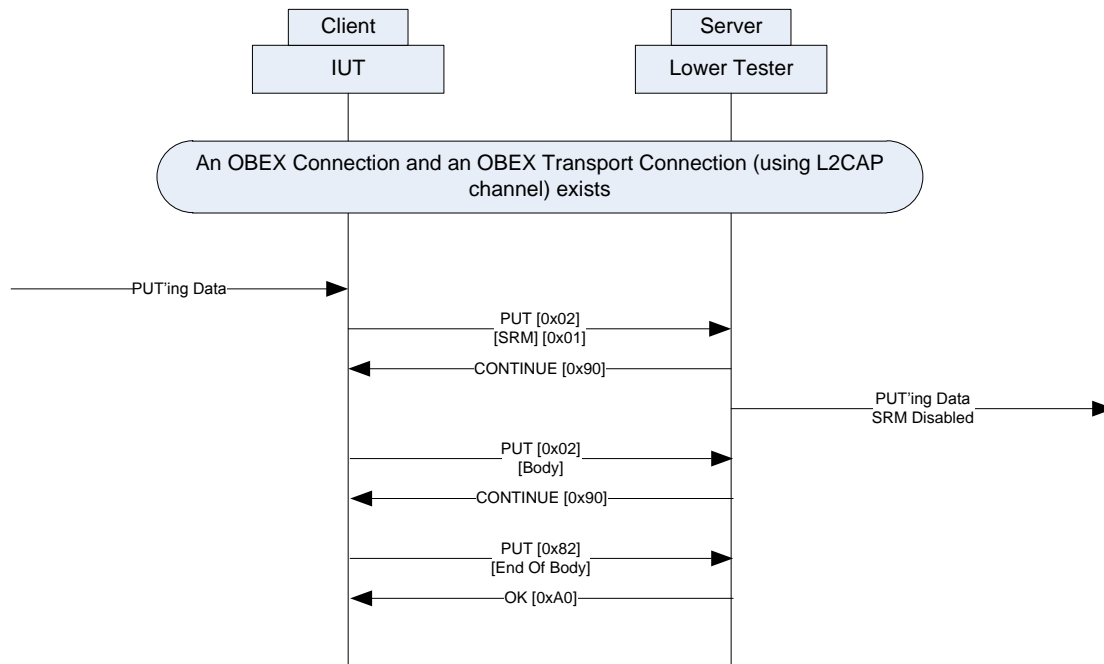 Client
IUT
Server
Lower Tester
An OBEX Connection and an OBEX Transport Connection (using L2CAP
channel) exists
PUT'ing Data
PUT [0x02]
[SRM] [0x01]
CONTINUE [0x90]
PUT'ing Data
SRM Disabled
PUT [0x02]
[Body]
CONTINUE [0x90]
PUT [0x82]
[End Of Body]
OK [0xA0]